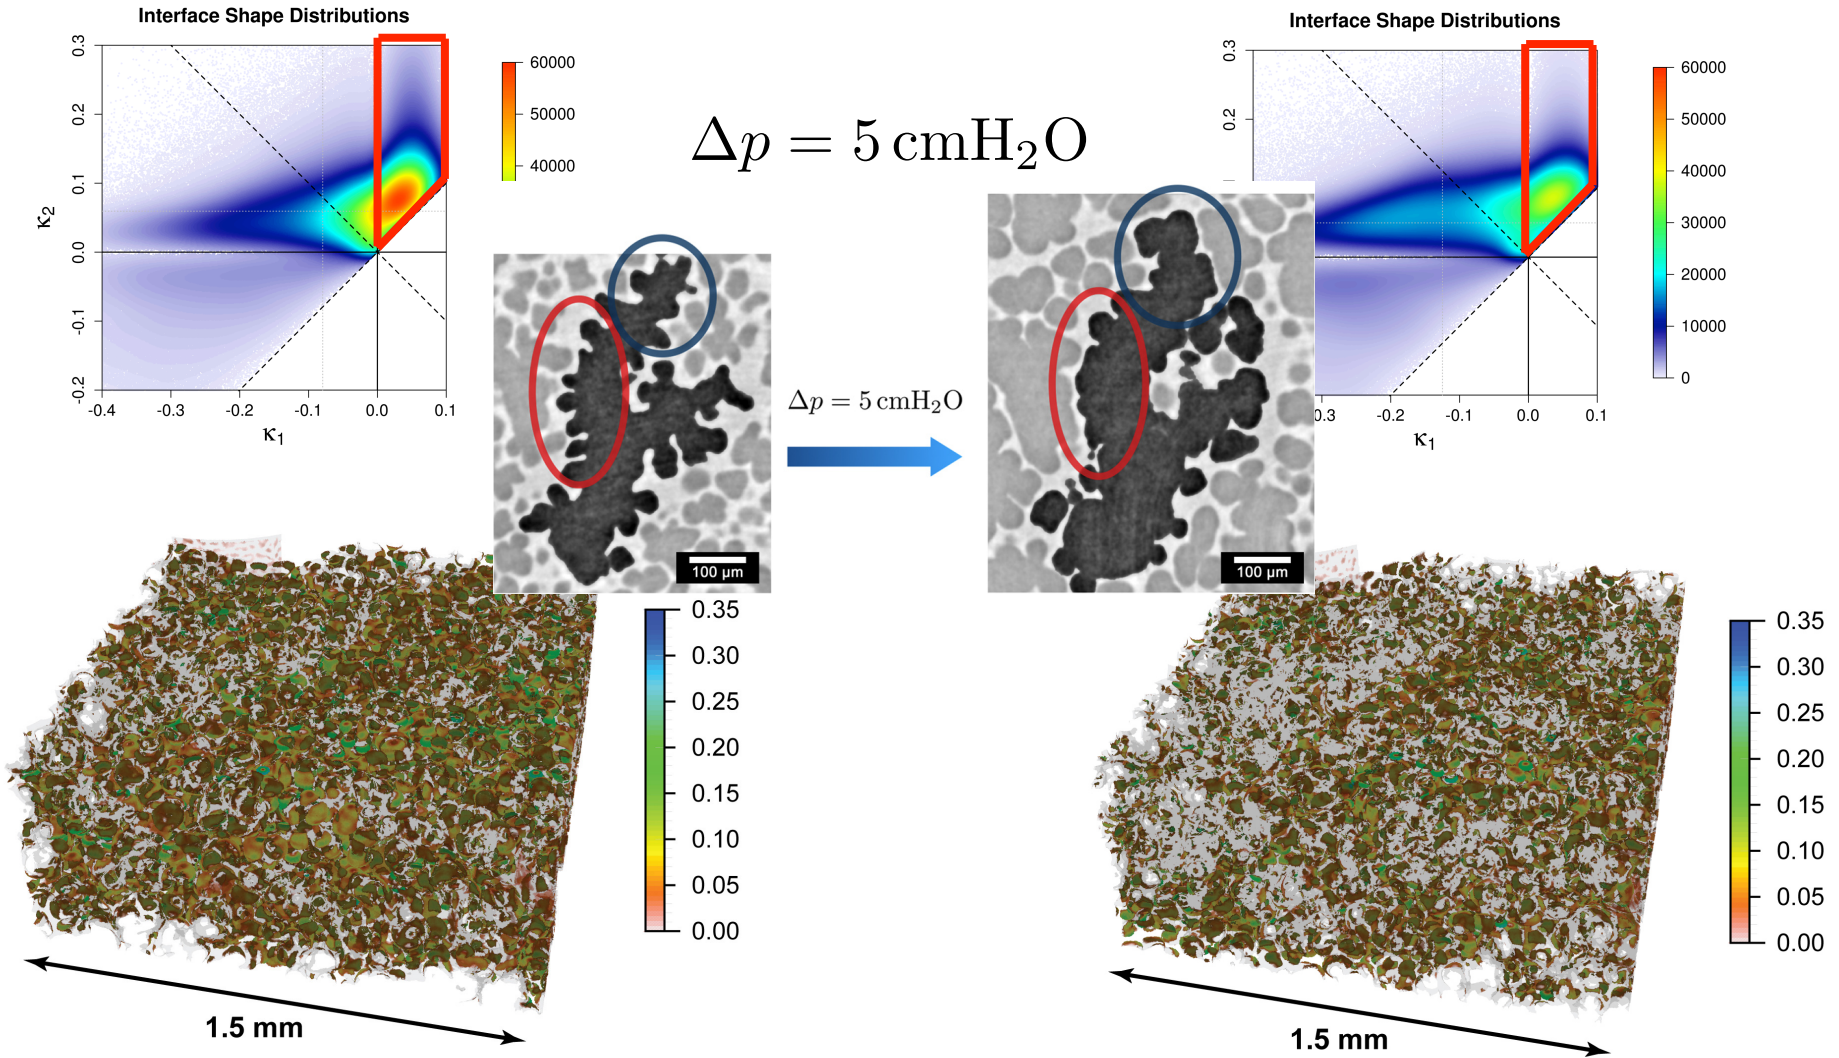 Interface Shape Distributions
0.3
0.2
0.1
0.0
-0.1
-0.2
κ2
-0.4 -0.3 -0.2 -0.1 0.0 0.1
κ1
60000
50000
40000
Δp = 5 cmH₂O
Interface Shape Distributions
0.3
0.2
0.3 -0.2 -0.1 0.0 0.1
κ1
60000
50000
40000
30000
20000
10000
0
Δp = 5 cmH₂O
100 µm
100 µm
0.35
0.30
0.25
0.20
0.15
0.10
0.05
0.00
1.5 mm
0.35
0.30
0.25
0.20
0.15
0.10
0.05
0.00
1.5 mm